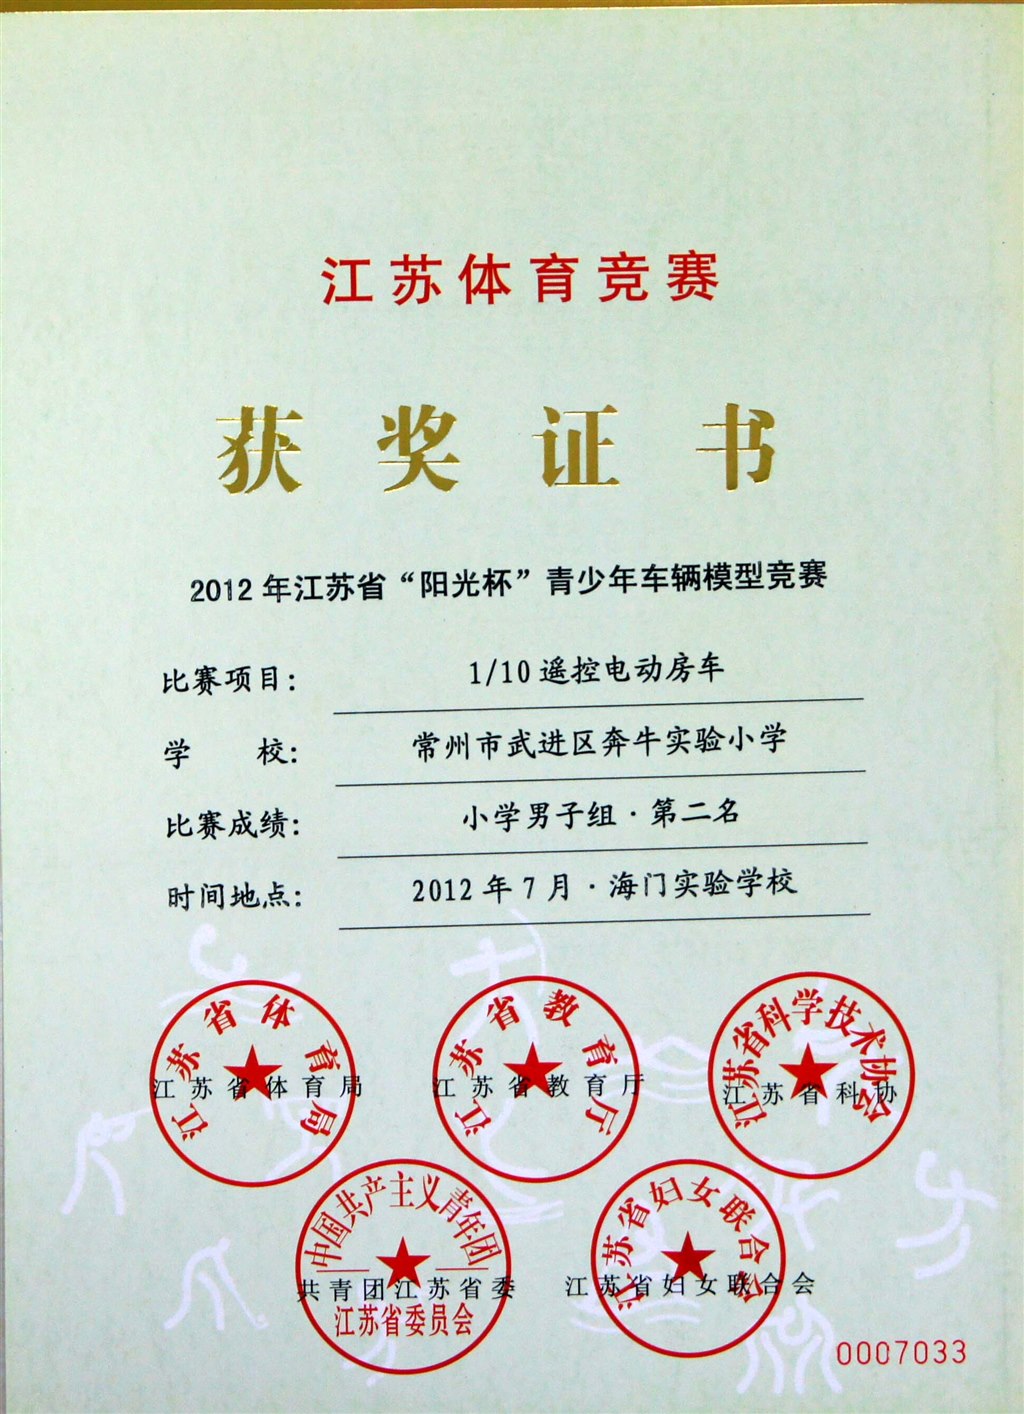 江苏体育竞赛
获奖证书
2012年江苏省“阳光杯”青少年车辆模型竞赛
比赛项目： 1/10遥控电动房车
学 校： 常州市武进区奔牛实验小学
比赛成绩： 小学男子组·第二名
时间地点： 2012年7月·海门实验学校
江苏省体育局
江苏省体育局
江苏省教育厅
江苏省教育厅
江苏省科学技术协会
江苏省科协
中国共产主义青年团
共青团江苏省委
江苏省委员会
江苏省妇女联合会
江苏省妇女联合会
0007033